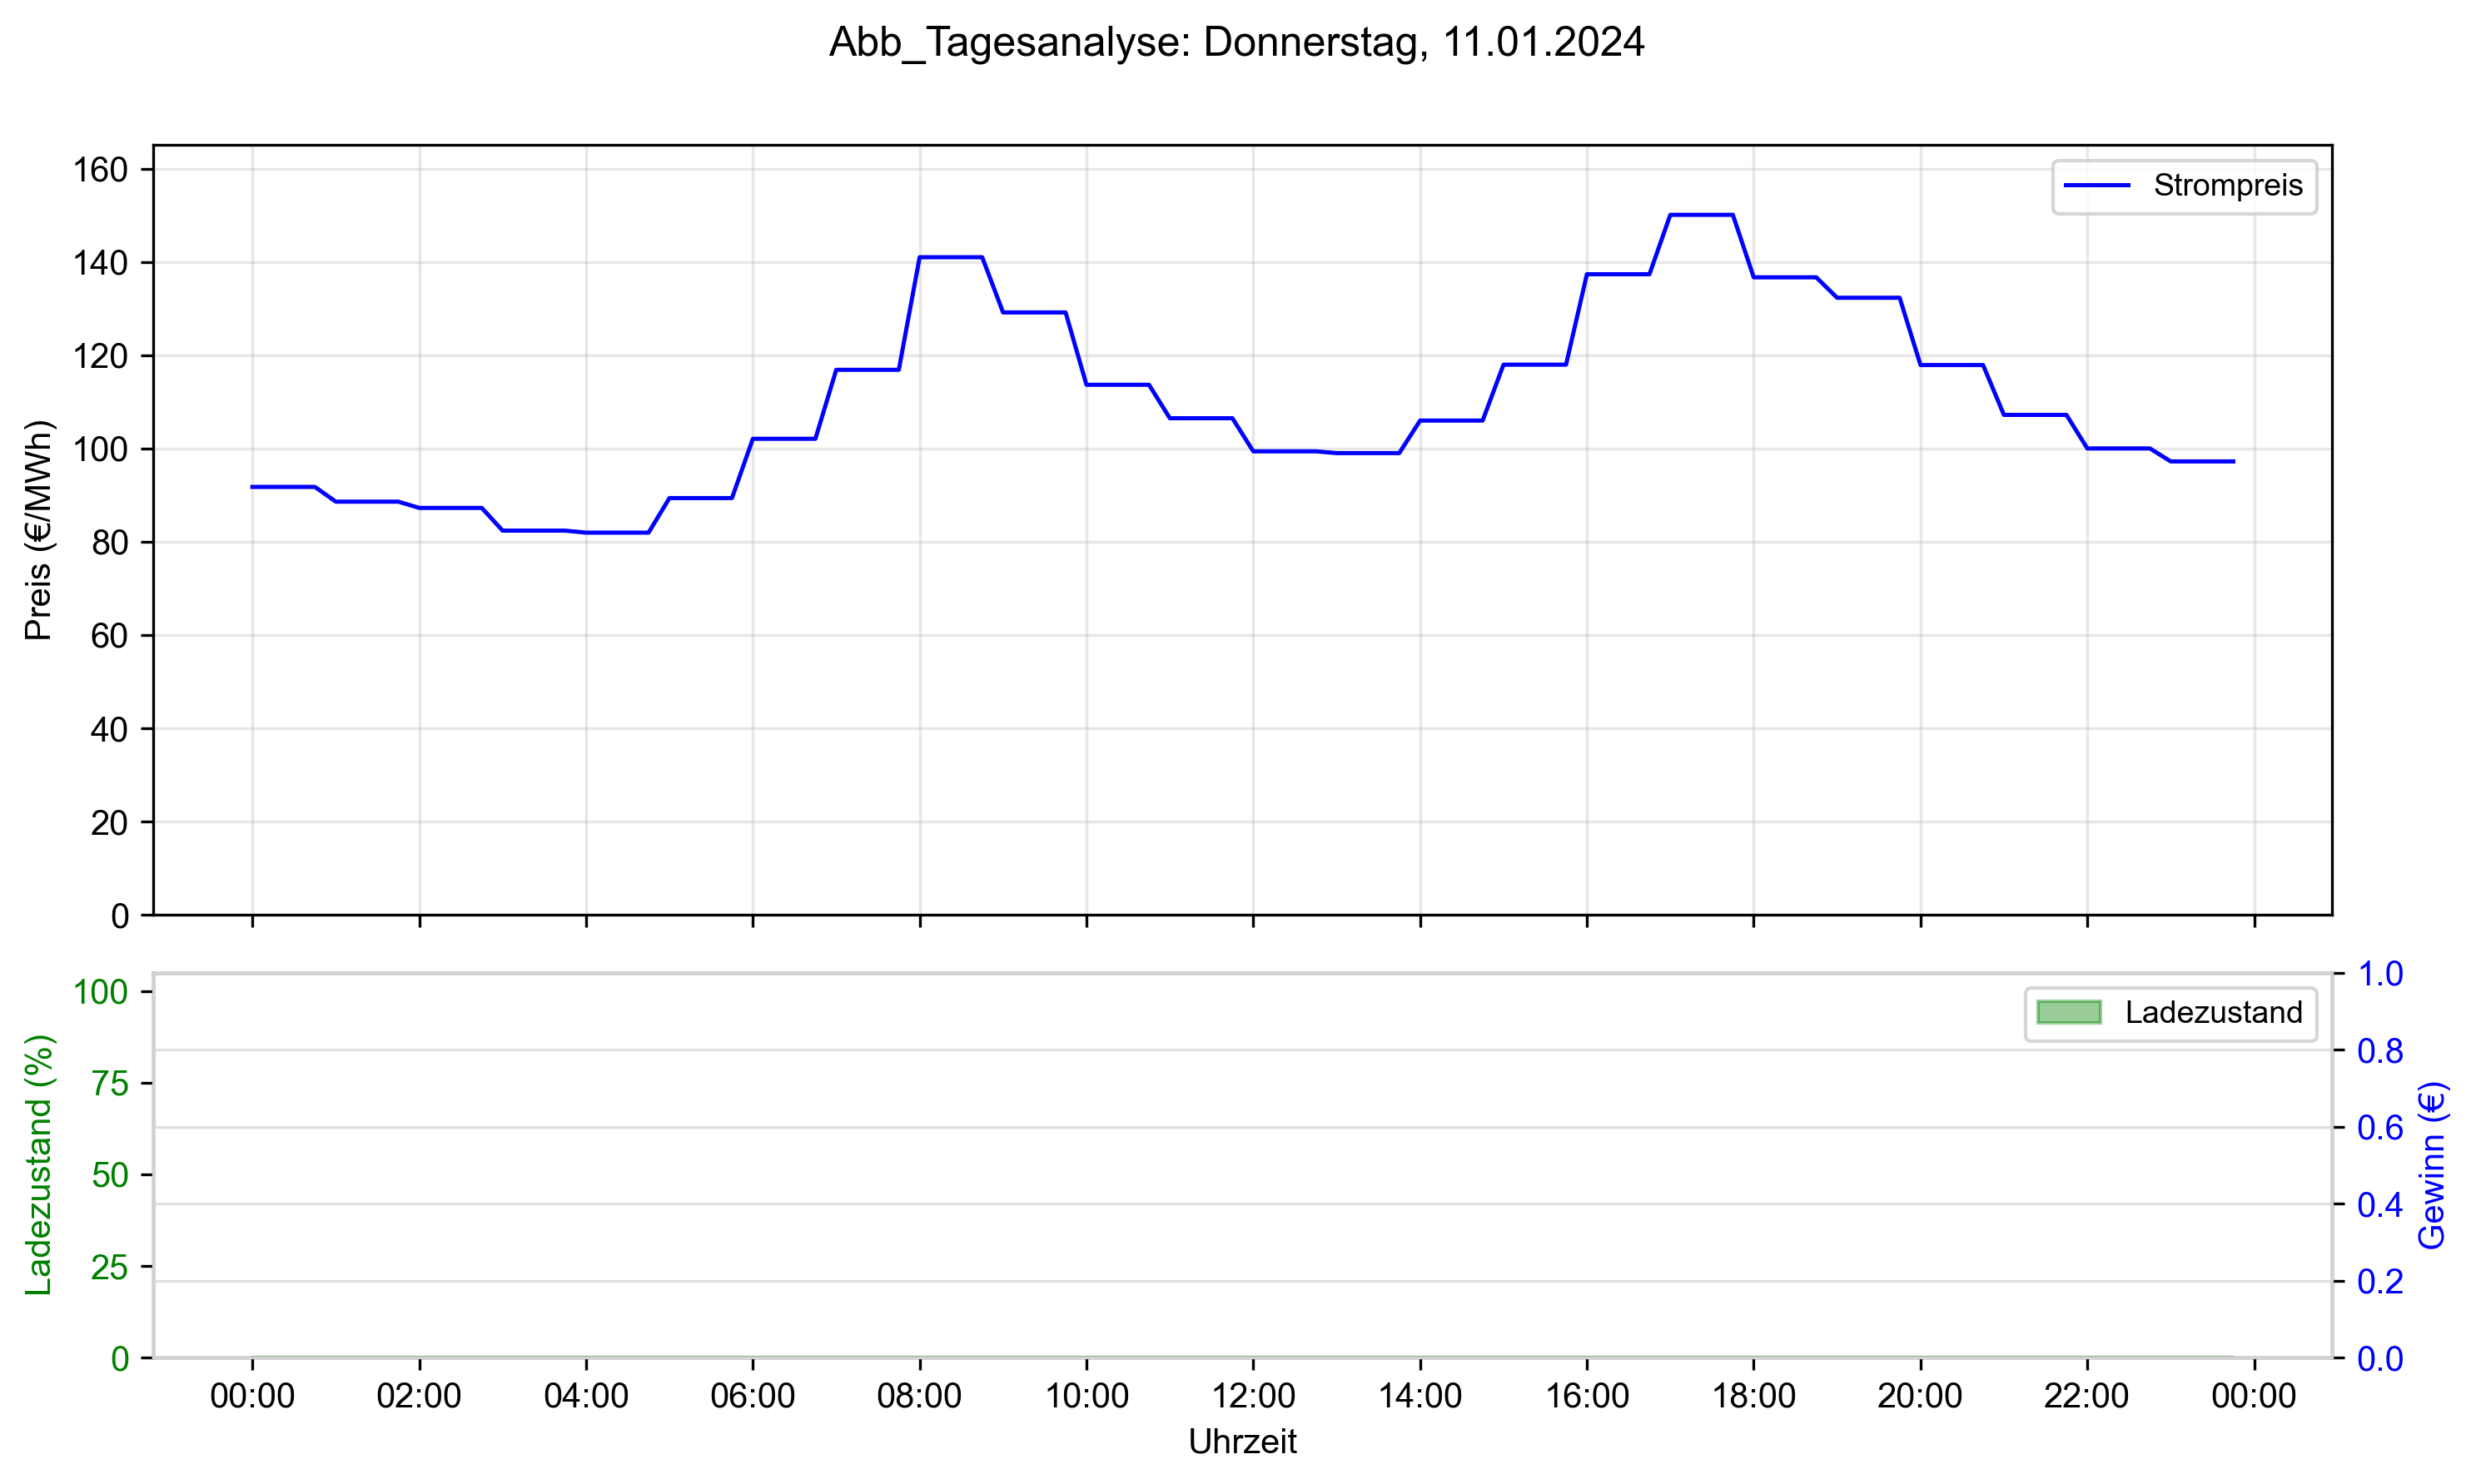 Abb_Tagesanalyse: Donnerstag, 11.01.2024
Preis (€/MWh)
160
140
120
100
80
60
40
20
0
Strompreis
Ladezustand (%)
100
75
50
25
0
Ladezustand
1.0
0.8
0.6
0.4
0.2
0.0
Gewinn (€)
00:00 02:00 04:00 06:00 08:00 10:00 12:00 14:00 16:00 18:00 20:00 22:00 00:00
Uhrzeit